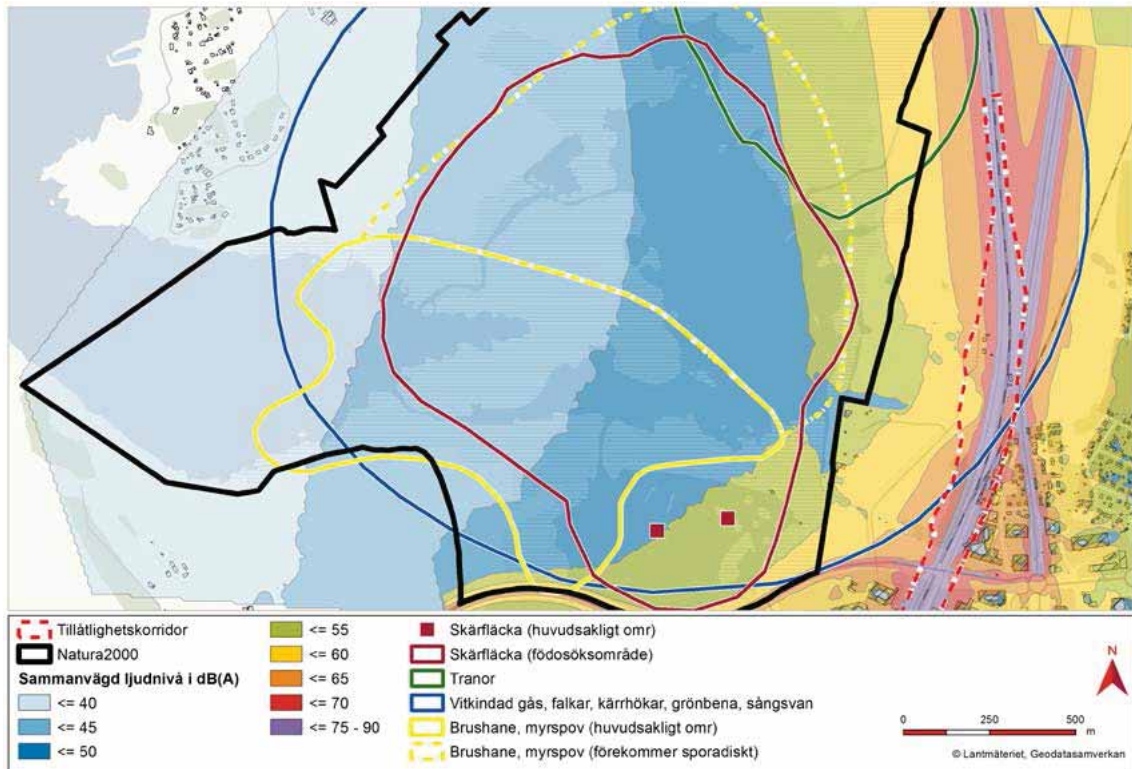 Tillåtlighetskorridor
Natura2000
Sammanvägd ljudnivå i dB(A)
<= 40
<= 45
<= 50
<= 55
<= 60
<= 65
<= 70
<= 75 - 90
Skärfläcka (huvudsakligt omr)
Skärfläcka (födosöksområde)
Tranor
Vitkindad gås, falkar, kärrhökar, grönbena, sångsvan
Brushane, myrspov (huvudsakligt omr)
Brushane, myrspov (förekommer sporadiskt)
N
0 250 500
m
© Lantmäteriet, Geodatasamverkan